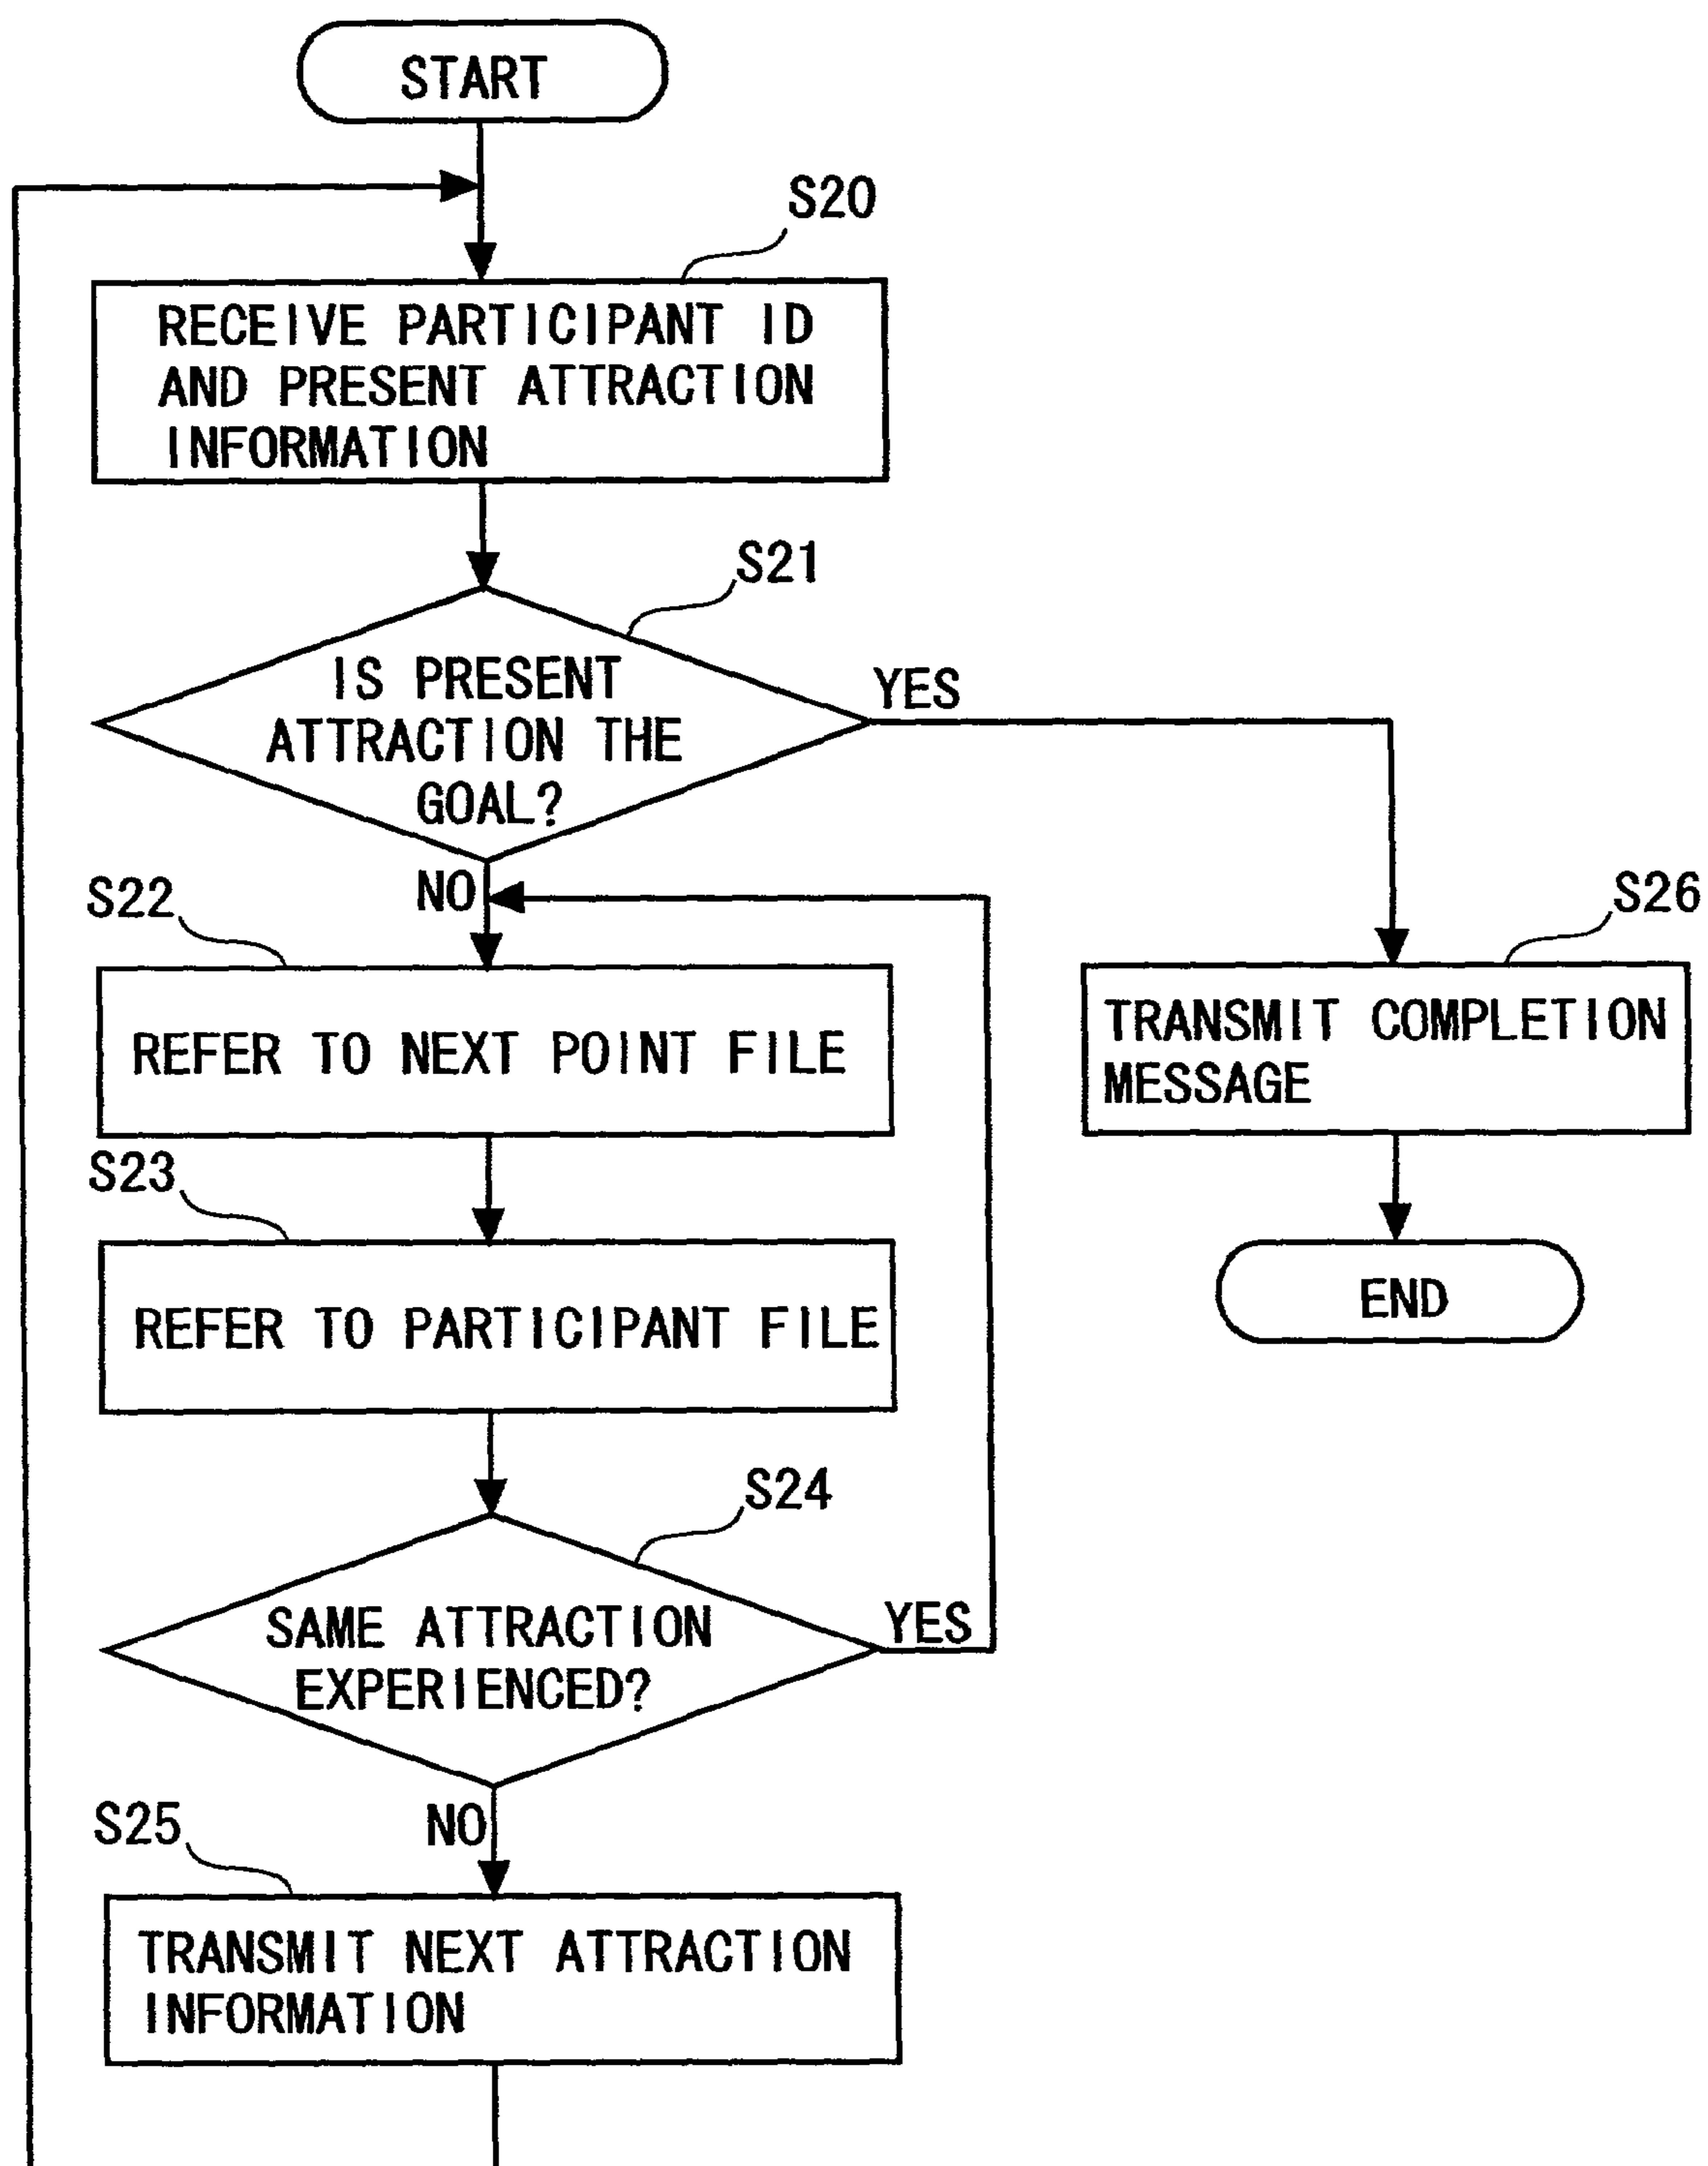 START
S20
RECEIVE PARTICIPANT ID
AND PRESENT ATTRACTION
INFORMATION
S21
IS PRESENT
ATTRACTION THE
GOAL?
YES
NO
S22
REFER TO NEXT POINT FILE
S26
TRANSMIT COMPLETION
MESSAGE
S23
REFER TO PARTICIPANT FILE
END
S24
SAME ATTRACTION
EXPERIENCED?
YES
NO
S25
TRANSMIT NEXT ATTRACTION
INFORMATION